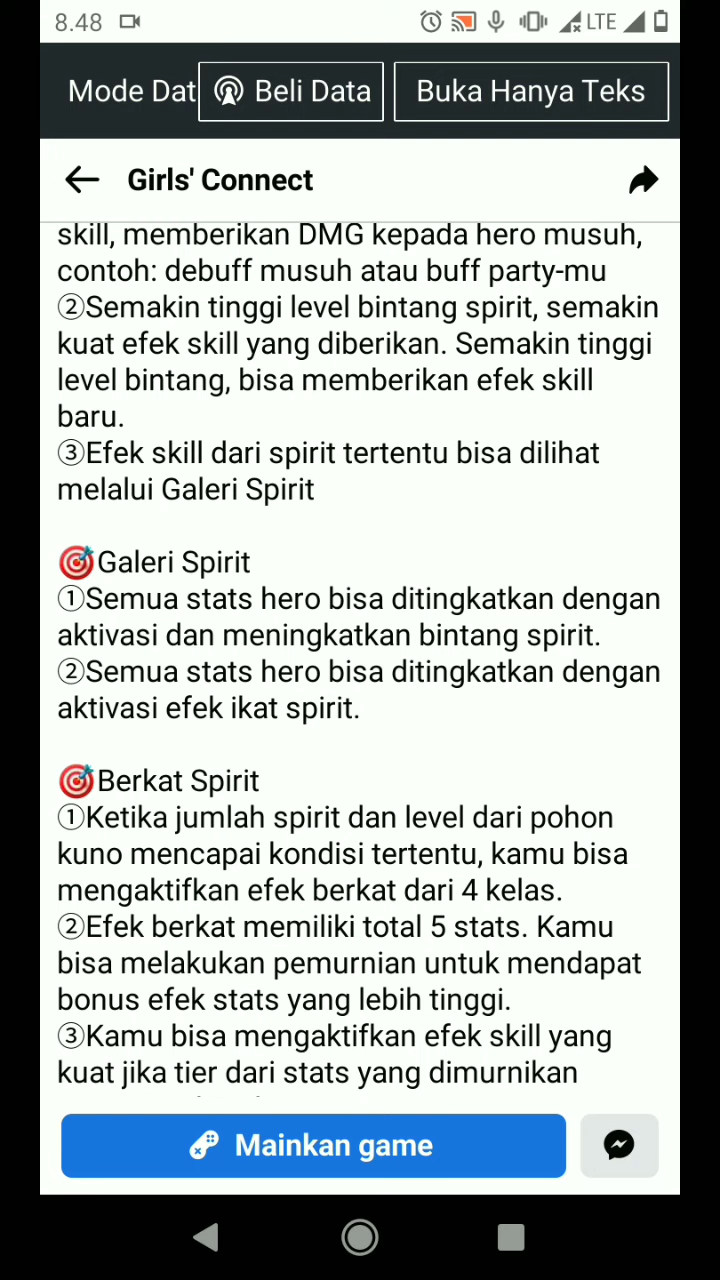 8.48
LTE
Mode Dat
Beli Data
Buka Hanya Teks
Girls' Connect
skill, memberikan DMG kepada hero musuh,
contoh: debuff musuh atau buff party-mu
②Semakin tinggi level bintang spirit, semakin
kuat efek skill yang diberikan. Semakin tinggi
level bintang, bisa memberikan efek skill
baru.
③Efek skill dari spirit tertentu bisa dilihat
melalui Galeri Spirit
🎯Galeri Spirit
①Semua stats hero bisa ditingkatkan dengan
aktivasi dan meningkatkan bintang spirit.
②Semua stats hero bisa ditingkatkan dengan
aktivasi efek ikat spirit.
🎯Berkat Spirit
①Ketika jumlah spirit dan level dari pohon
kuno mencapai kondisi tertentu, kamu bisa
mengaktifkan efek berkat dari 4 kelas.
②Efek berkat memiliki total 5 stats. Kamu
bisa melakukan pemurnian untuk mendapat
bonus efek stats yang lebih tinggi.
③Kamu bisa mengaktifkan efek skill yang
kuat jika tier dari stats yang dimurnikan
Mainkan game